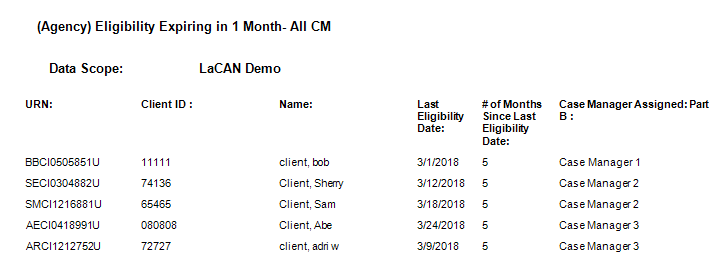 (Agency) Eligibility Expiring in 1 Month- All CM
Data Scope: LaCAN Demo
URN: Client ID : Name: Last Eligibility Date: # of Months Since Last Eligibility Date: Case Manager Assigned: Part B :
BBCI0505851U 11111 client, bob 3/1/2018 5 Case Manager 1
SECI0304882U 74136 Client, Sherry 3/12/2018 5 Case Manager 2
SMCI1216881U 65465 Client, Sam 3/18/2018 5 Case Manager 2
AECI0418991U 080808 Client, Abe 3/24/2018 5 Case Manager 3
ARCI1212752U 72727 client, adri w 3/9/2018 5 Case Manager 3